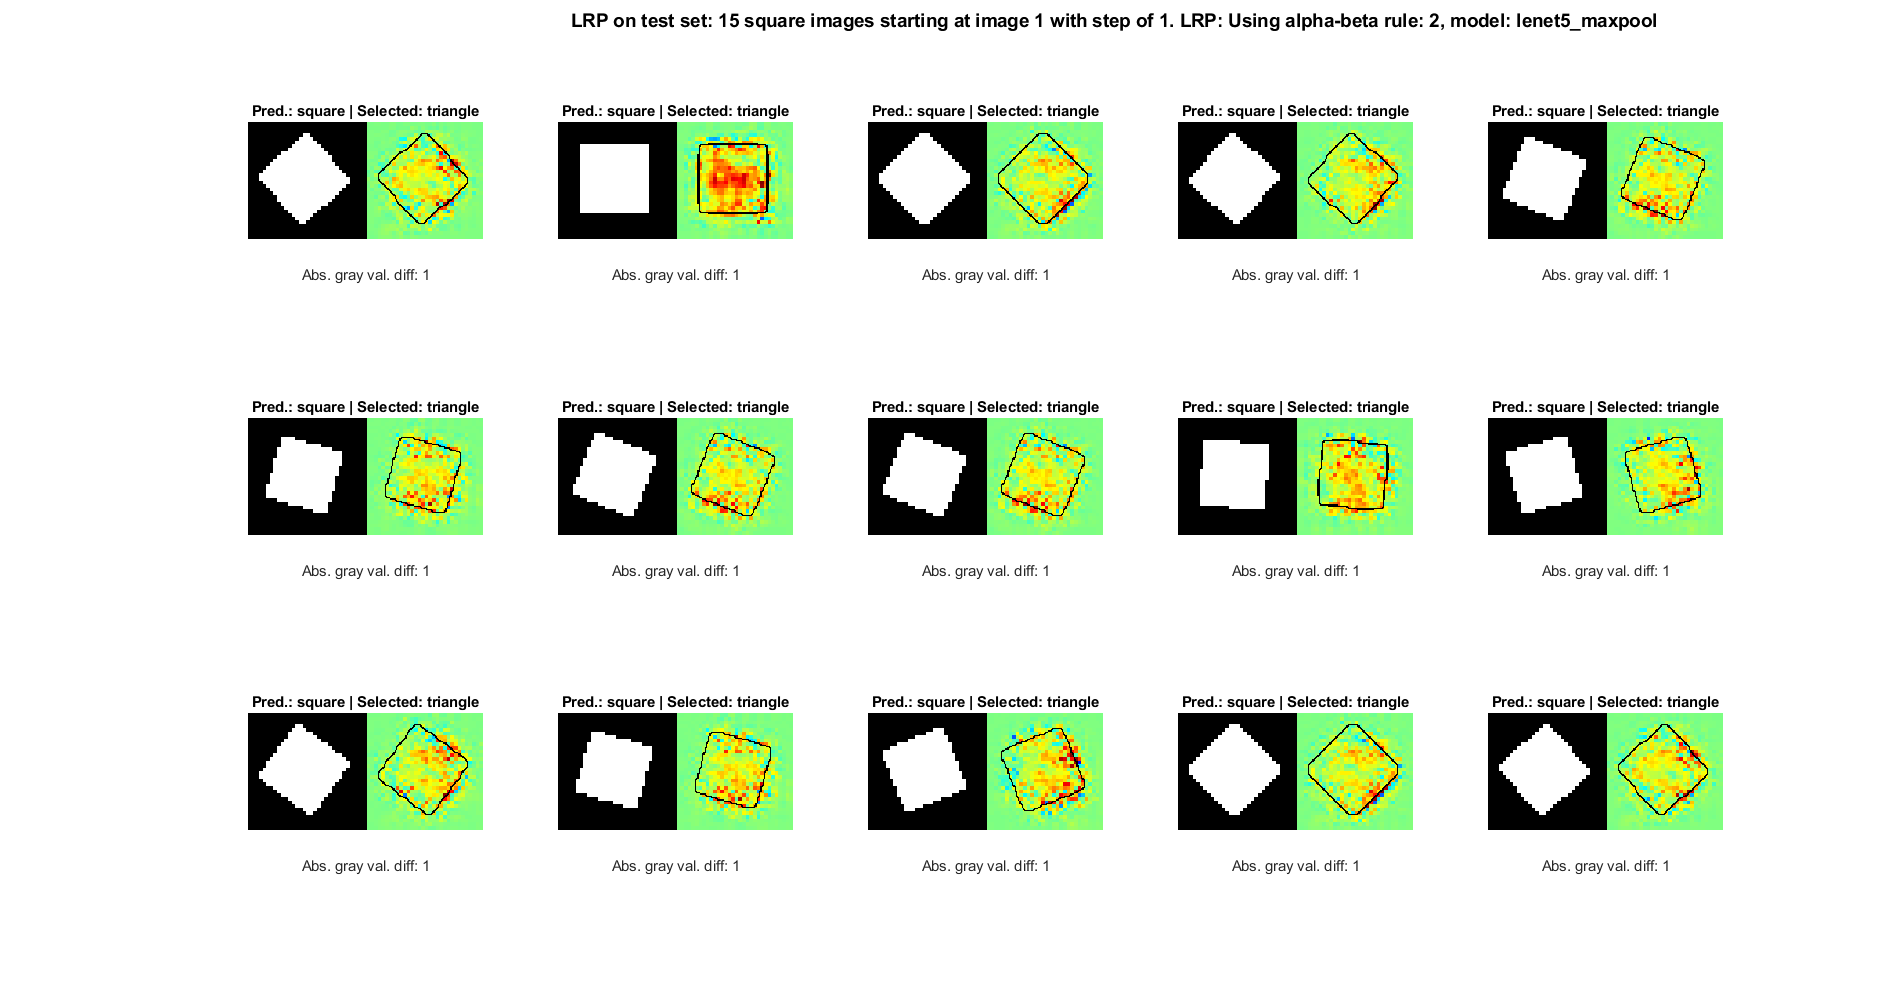 LRP on test set: 15 square images starting at image 1 with step of 1. LRP: Using alpha-beta rule: 2, model: lenet5_maxpool
Pred.: square | Selected: triangle
Pred.: square | Selected: triangle
Pred.: square | Selected: triangle
Pred.: square | Selected: triangle
Pred.: square | Selected: triangle
Abs. gray val. diff: 1
Abs. gray val. diff: 1
Abs. gray val. diff: 1
Abs. gray val. diff: 1
Abs. gray val. diff: 1
Pred.: square | Selected: triangle
Pred.: square | Selected: triangle
Pred.: square | Selected: triangle
Pred.: square | Selected: triangle
Pred.: square | Selected: triangle
Abs. gray val. diff: 1
Abs. gray val. diff: 1
Abs. gray val. diff: 1
Abs. gray val. diff: 1
Abs. gray val. diff: 1
Pred.: square | Selected: triangle
Pred.: square | Selected: triangle
Pred.: square | Selected: triangle
Pred.: square | Selected: triangle
Pred.: square | Selected: triangle
Abs. gray val. diff: 1
Abs. gray val. diff: 1
Abs. gray val. diff: 1
Abs. gray val. diff: 1
Abs. gray val. diff: 1